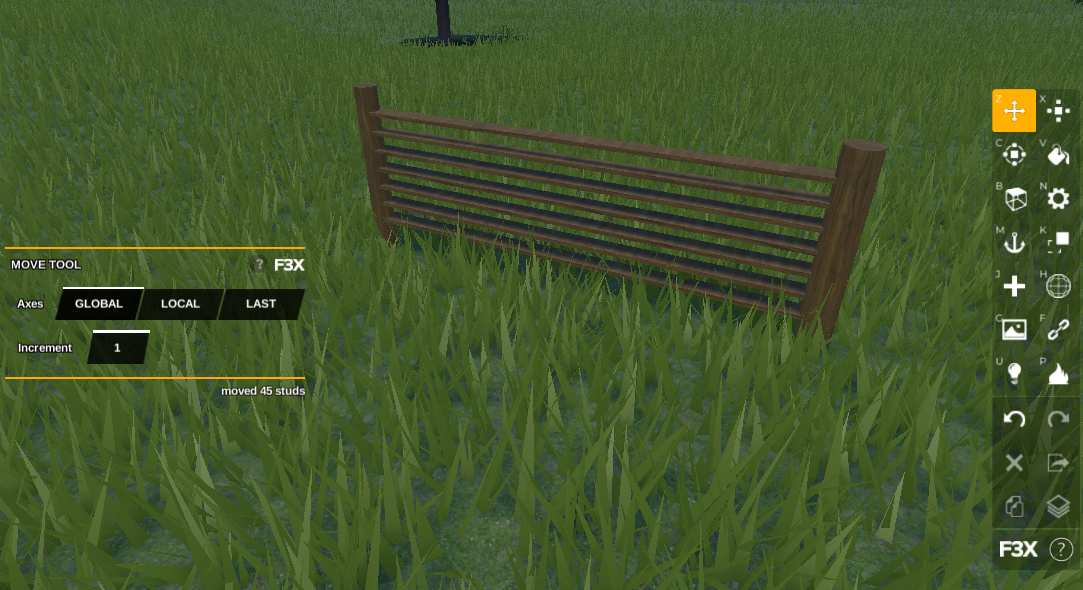 MOVE TOOL ? F3X
Axes GLOBAL LOCAL LAST
Increment 1
moved 45 studs
Z X
C V
B N
M K
J H
G F
U P
F3X ?